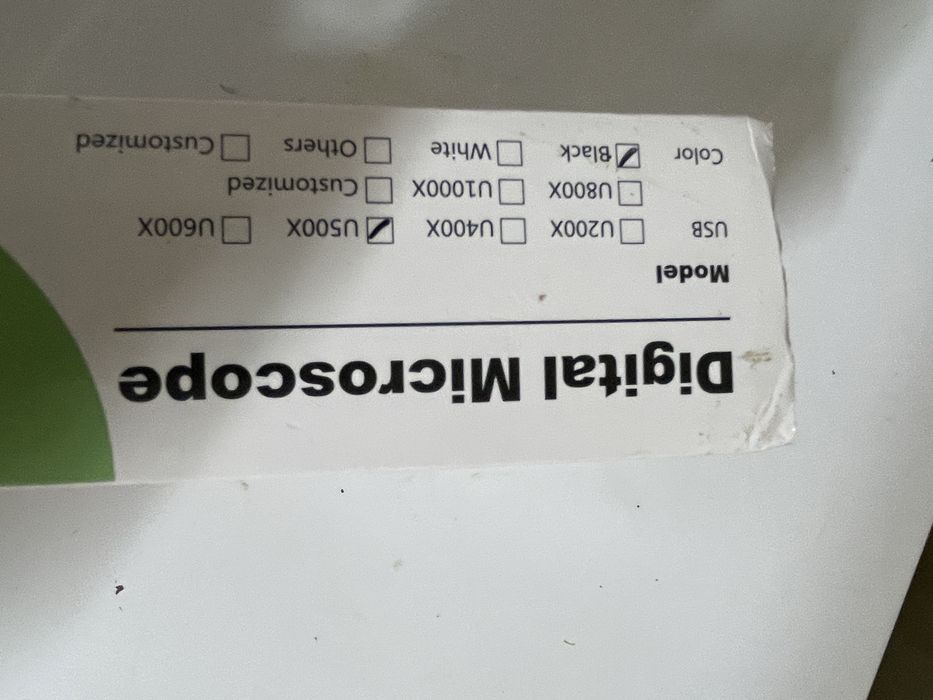 Digital Microscope
Model
USB ☐ U200X ☐ U400X ☑ U500X ☐ U600X
☐ U800X ☐ U1000X ☐ Customized
Color ☑ Black ☐ White ☐ Others ☐ Customized